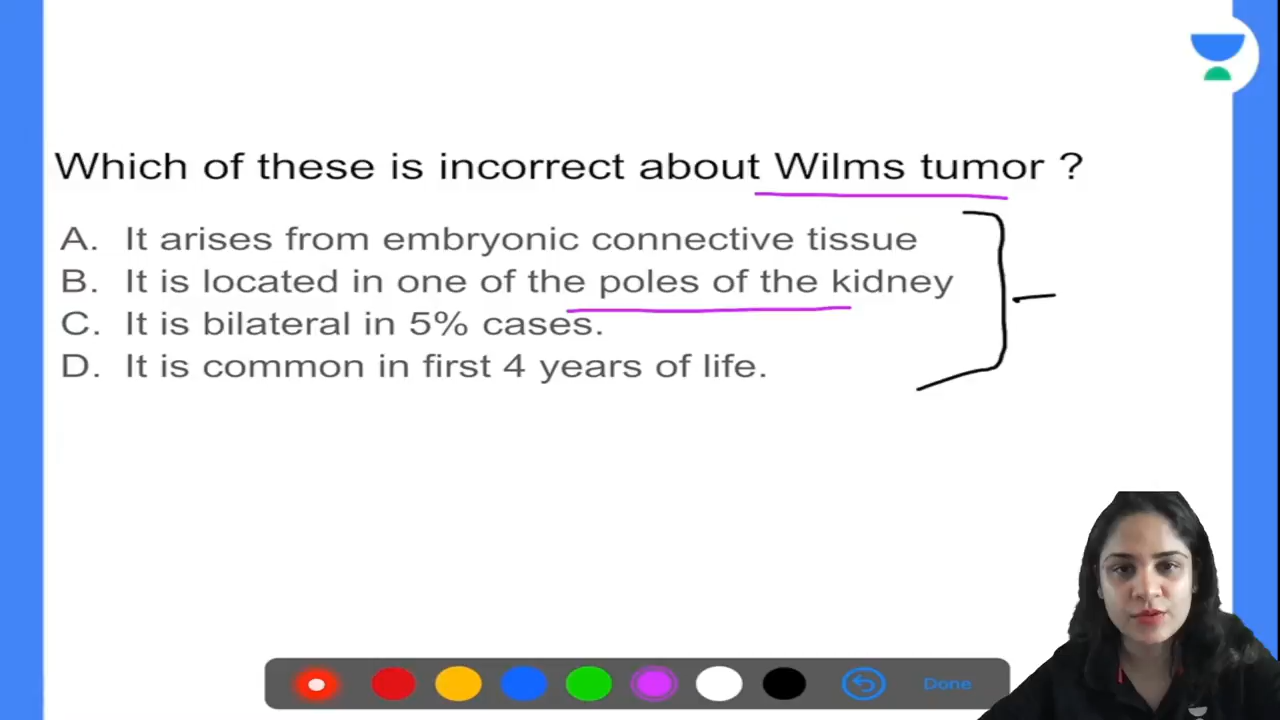 Which of these is incorrect about Wilms tumor ?
A. It arises from embryonic connective tissue
B. It is located in one of the poles of the kidney
C. It is bilateral in 5% cases.
D. It is common in first 4 years of life.
Done